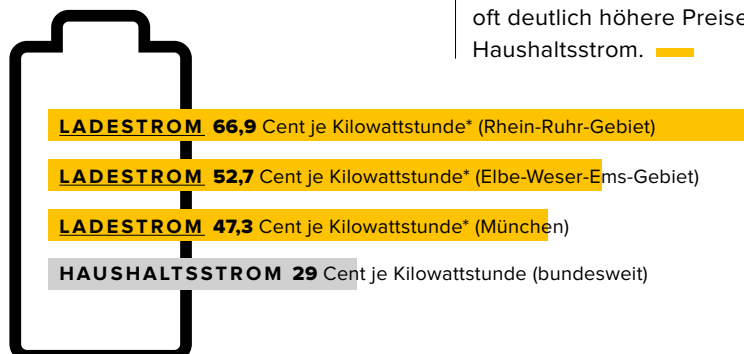 oft deutlich höhere Preise
Haushaltsstrom.
LADESTROM 66,9 Cent je Kilowattstunde* (Rhein-Ruhr-Gebiet)
LADESTROM 52,7 Cent je Kilowattstunde* (Elbe-Weser-Ems-Gebiet)
LADESTROM 47,3 Cent je Kilowattstunde* (München)
HAUSHALTSSTROM 29 Cent je Kilowattstunde (bundesweit)